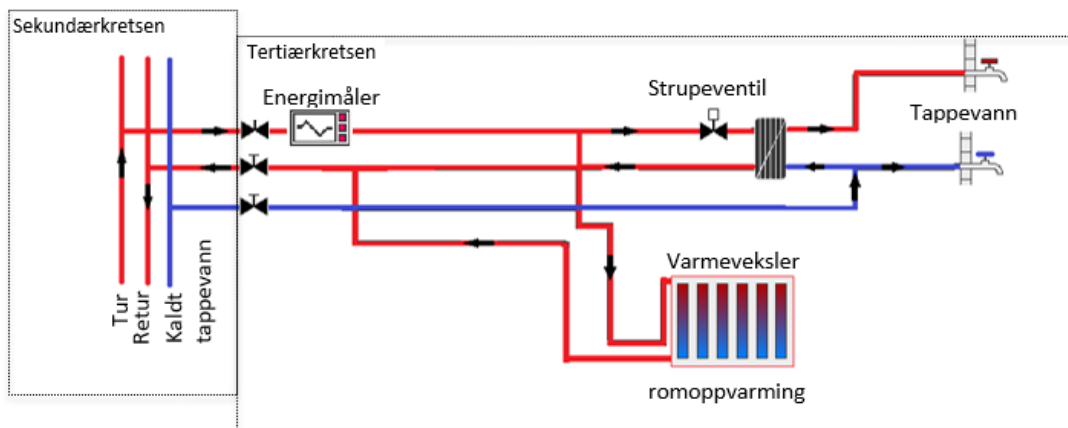 Sekundærkretsen
Tertiærkretsen
Energimåler
Strupeventil
Tappevann
Varmeveksler
romoppvarming
Tur
Retur
Kaldt
tappevann